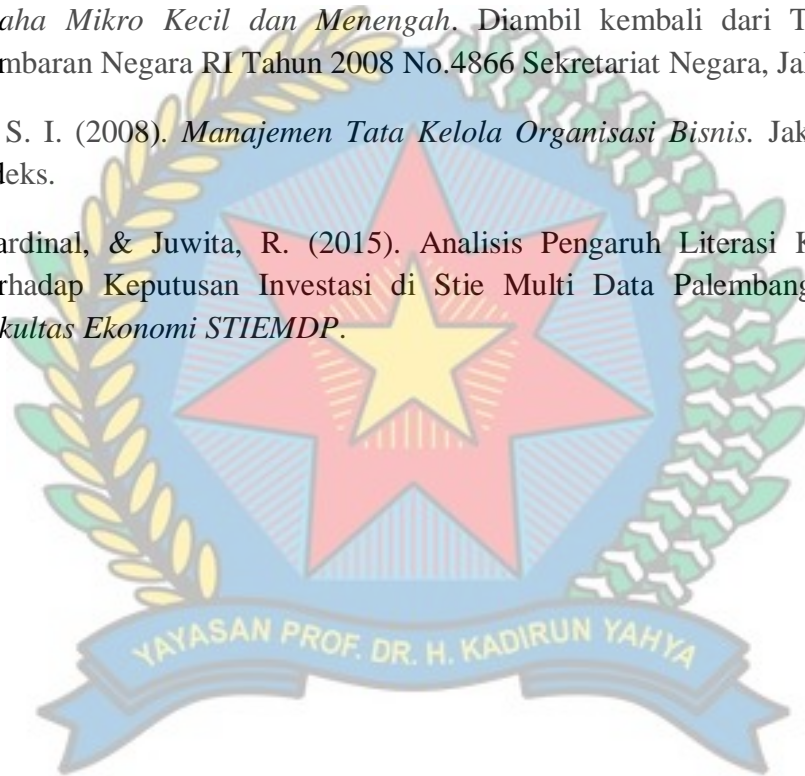 aha Mikro Kecil dan Menengah. Diambil kembali dari T
mbaran Negara RI Tahun 2008 No.4866 Sekretariat Negara, Ja
S. I. (2008). Manajemen Tata Kelola Organisasi Bisnis. Jak
deks.
ardinal, & Juwita, R. (2015). Analisis Pengaruh Literasi K
rhadap Keputusan Investasi di Stie Multi Data Palembang
kultas Ekonomi STIEMDP.
YAYASAN PROF. DR. H. KADIRUN YAHYA